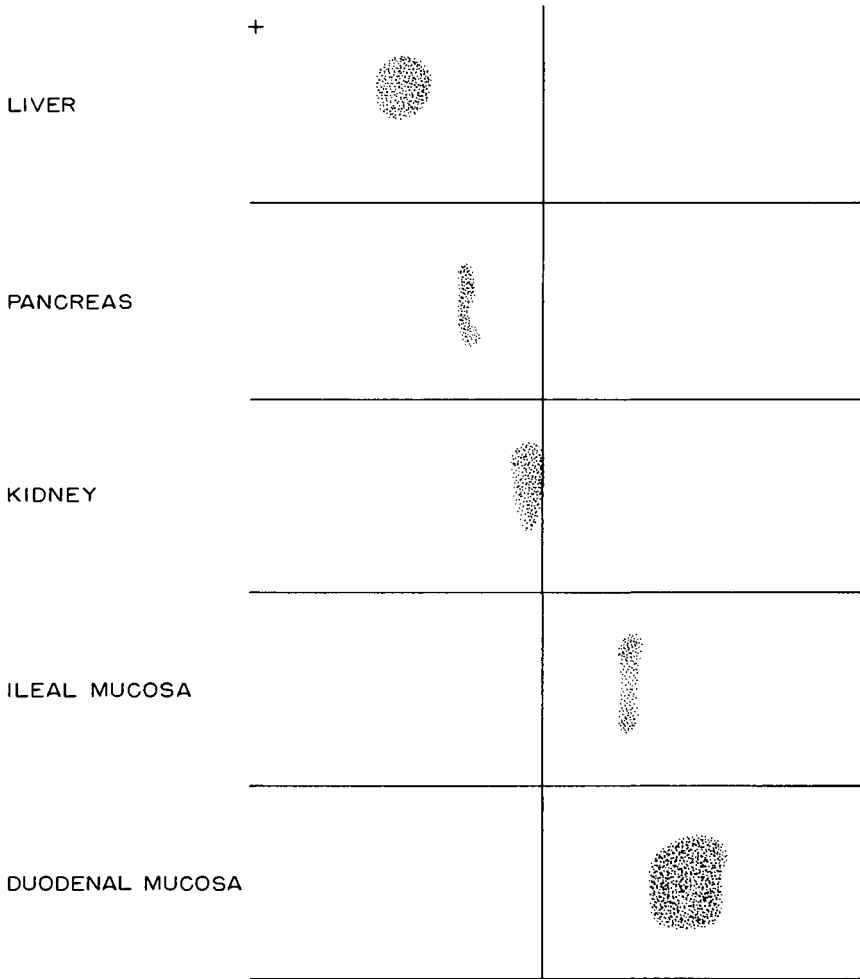 +
LIVER
PANCREAS
KIDNEY
ILEAL MUCOSA
DUODENAL MUCOSA